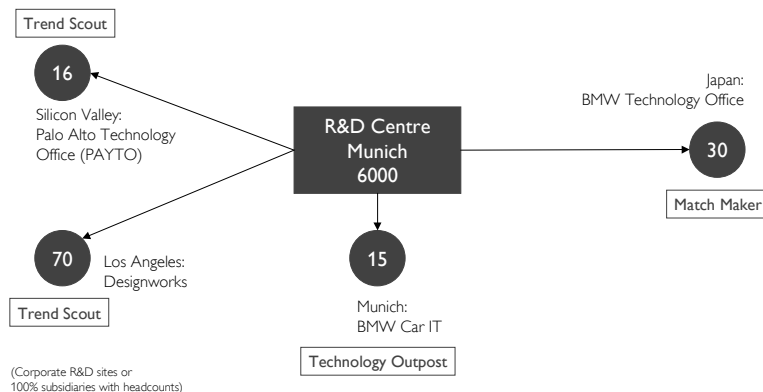 Trend Scout
16
Silicon Valley:
Palo Alto Technology
Office (PAYTO)
R&D Centre
Munich
6000
Japan:
BMW Technology Office
30
Match Maker
70
Los Angeles:
Designworks
Trend Scout
15
Munich:
BMW Car IT
Technology Outpost
(Corporate R&D sites or
100% subsidiaries with headcounts)